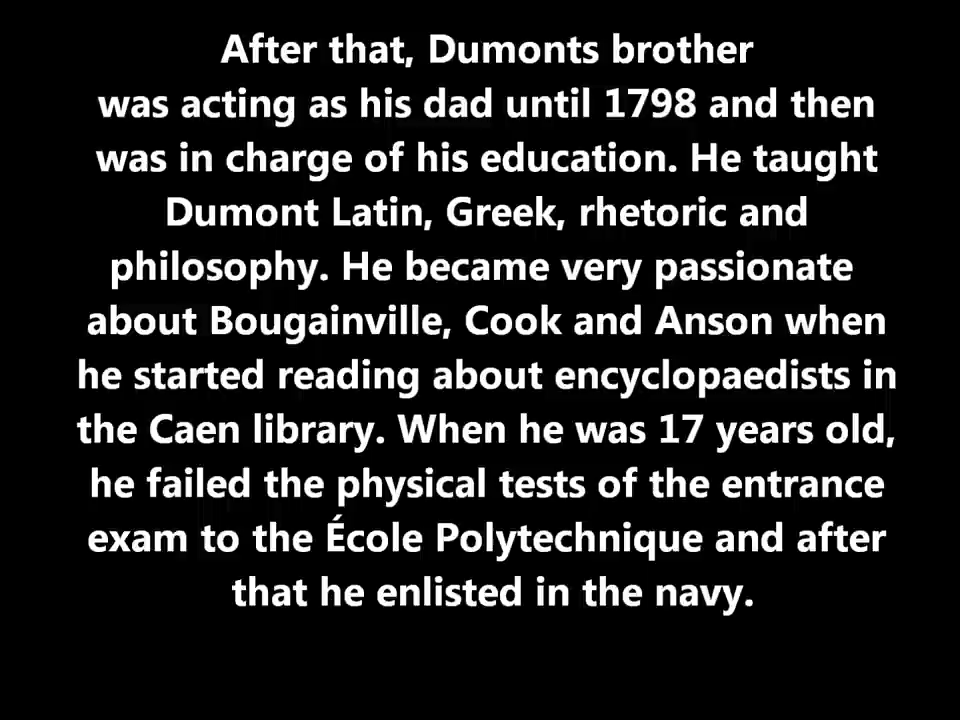 After that, Dumonts brother
was acting as his dad until 1798 and then
was in charge of his education. He taught
Dumont Latin, Greek, rhetoric and
philosophy. He became very passionate
about Bougainville, Cook and Anson when
he started reading about encyclopaedists in
the Caen library. When he was 17 years old,
he failed the physical tests of the entrance
exam to the École Polytechnique and after
that he enlisted in the navy.